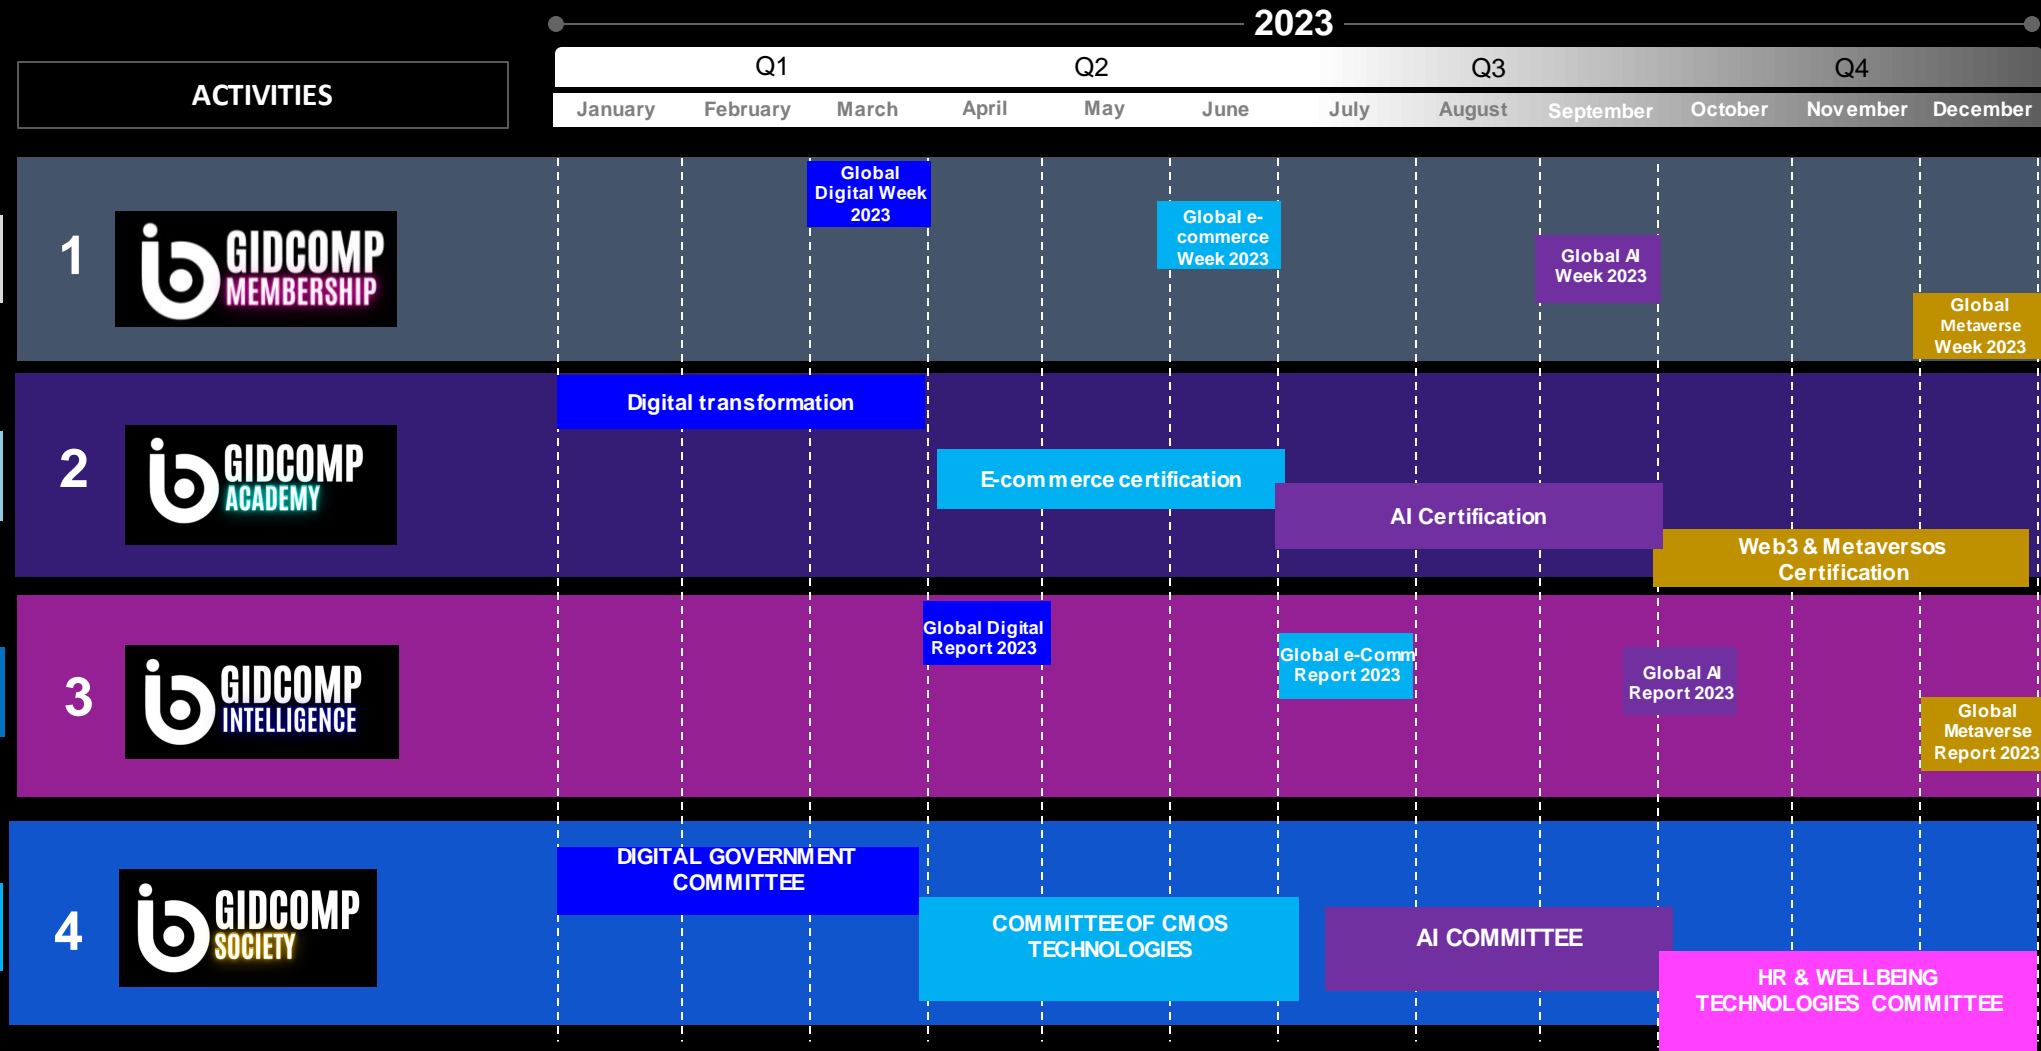 2023
Q1 Q2 Q3 Q4
ACTIVITIES
January February March April May June July August September October November December
1
GIDCOMP
MEMBERSHIP
Global
Digital Week
2023
Global e-
commerce
Week 2023
Global AI
Week 2023
Global
Metaverse
Week 2023
2
GIDCOMP
ACADEMY
Digital transformation
E-commerce certification
AI Certification
Web3 & Metaversos
Certification
3
GIDCOMP
INTELLIGENCE
Global Digital
Report 2023
Global e-Comm
Report 2023
Global AI
Report 2023
Global
Metaverse
Report 2023
4
GIDCOMP
SOCIETY
DIGITAL GOVERNMENT
COMMITTEE
COMMITTEE OF CMOS
TECHNOLOGIES
AI COMMITTEE
HR & WELLBEING
TECHNOLOGIES COMMITTEE